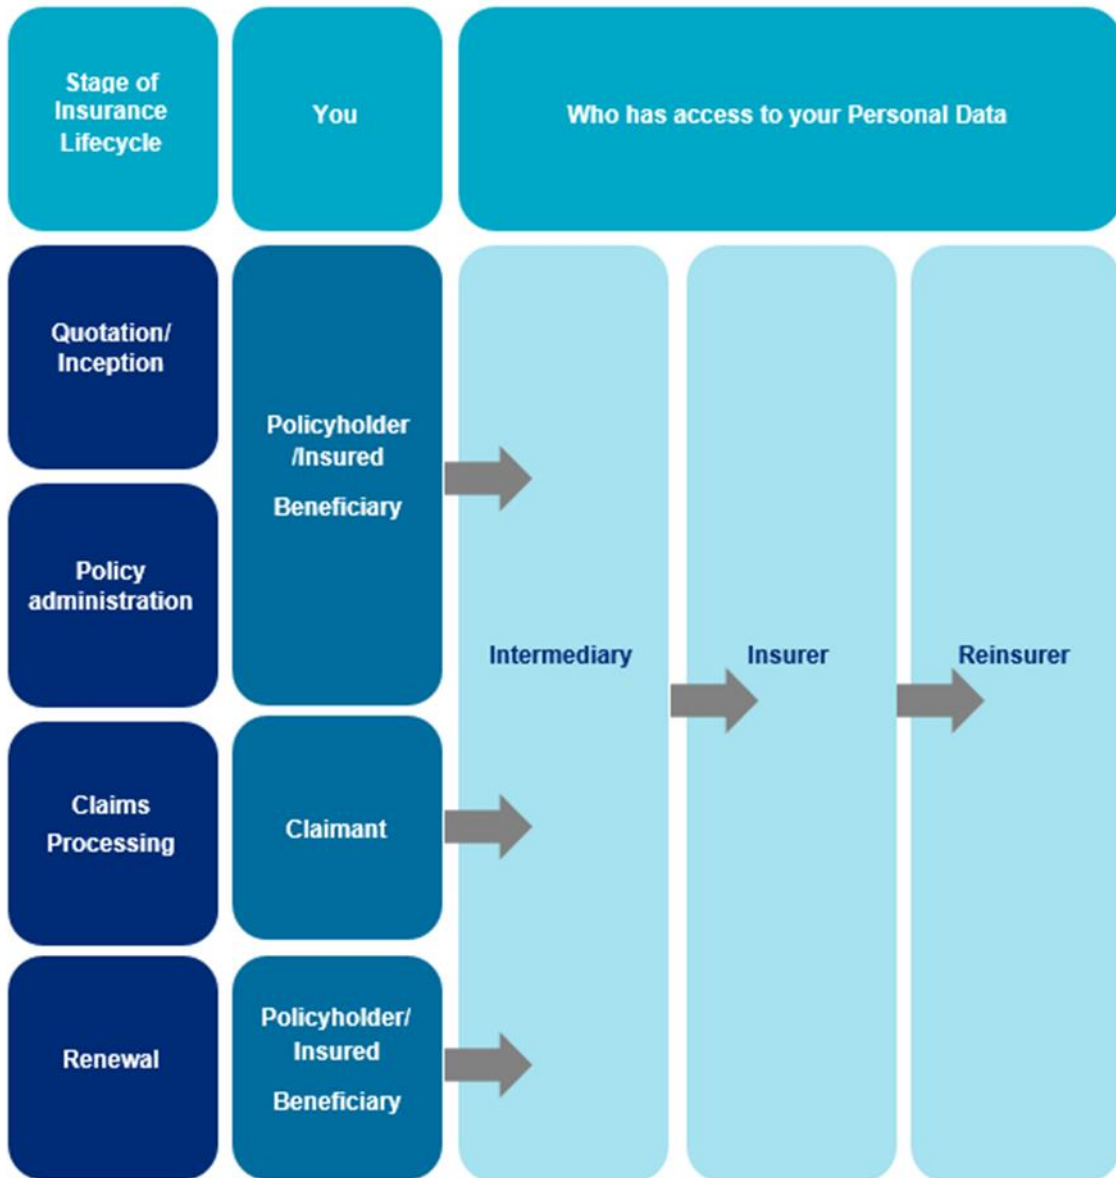 Stage of
Insurance
Lifecycle
You
Who has access to your Personal Data
Quotation/
Inception
Policy
administration
Claims
Processing
Renewal
Policyholder
/Insured
Beneficiary
Claimant
Policyholder/
Insured
Beneficiary
Intermediary
Insurer
Reinsurer